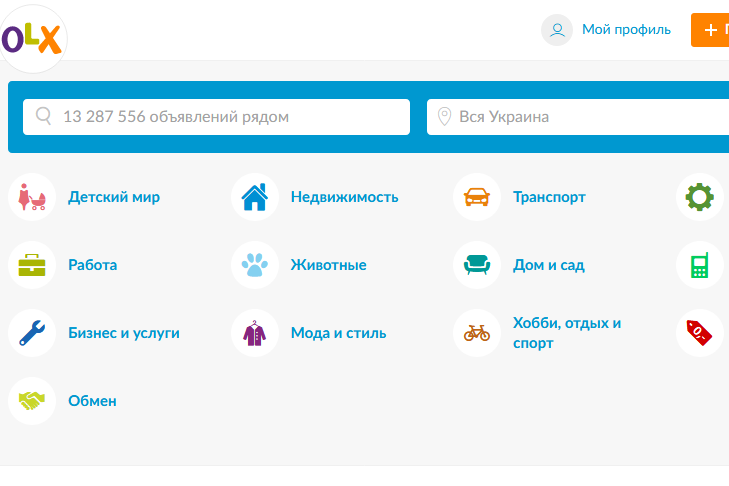 OLX
Мой профиль
13 287 556 объявлений рядом
Вся Украина
Детский мир
Недвижимость
Транспорт
Работа
Животные
Дом и сад
Бизнес и услуги
Мода и стиль
Хобби, отдых и
спорт
0,-
Обмен